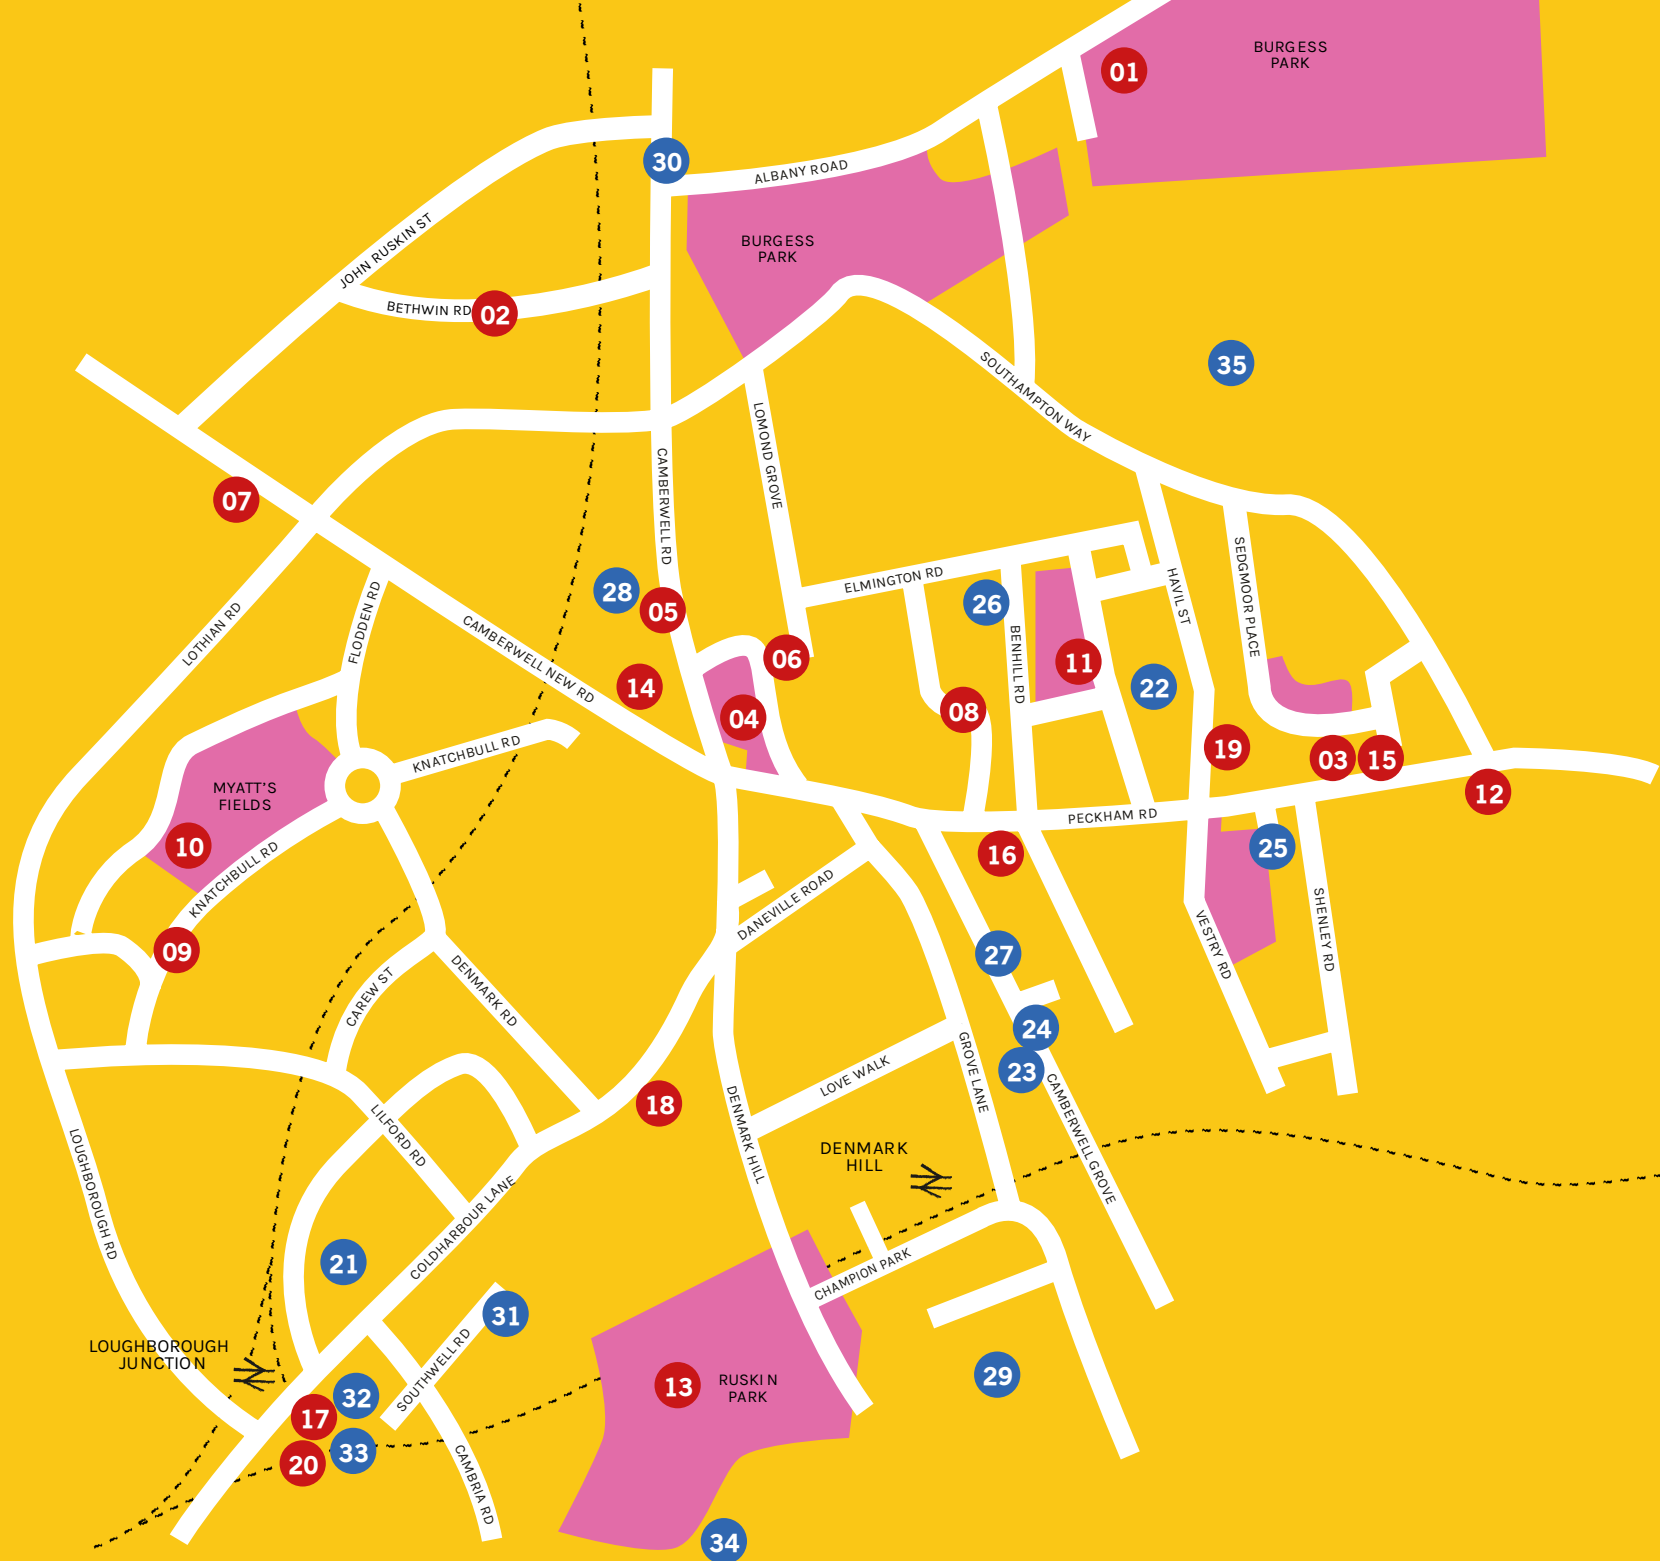 BURGESS
PARK
01
30
ALBANY ROAD
JOHN RUSKIN ST
BURGESS
PARK
BETHWIN RD
02
35
SOUTHAMPTON WAY
LOMOND GROVE
CAMBERWELL RD
07
ELMINGTON RD
HAVIL ST
SEDGMOOR PLACE
28
05
26
LOTHIAN RD
FLODDEN RD
CAMBERWELL NEW RD
BENHILL RD
06
11
14
22
04
08
KNATCHBULL RD
19
03
15
MYATT'S
FIELDS
12
PECKHAM RD
10
KNATCHBULL RD
16
25
DANEVILLE ROAD
SHENLEY RD
VESTRY RD
09
27
CAREW ST
DENMARK RD
24
23
GROVE LANE
LOVE WALK
CAMBERWELL GROVE
18
LILFORD RD
DENMARK HILL
DENMARK
HILL
LOUGHBOROUGH RD
COLDHARBOUR LANE
21
CHAMPION PARK
31
SOUTHWELL RD
LOUGHBOROUGH
JUNCTION
29
13
RUSKIN
PARK
32
17
33
20
CAMBRIA RD
34